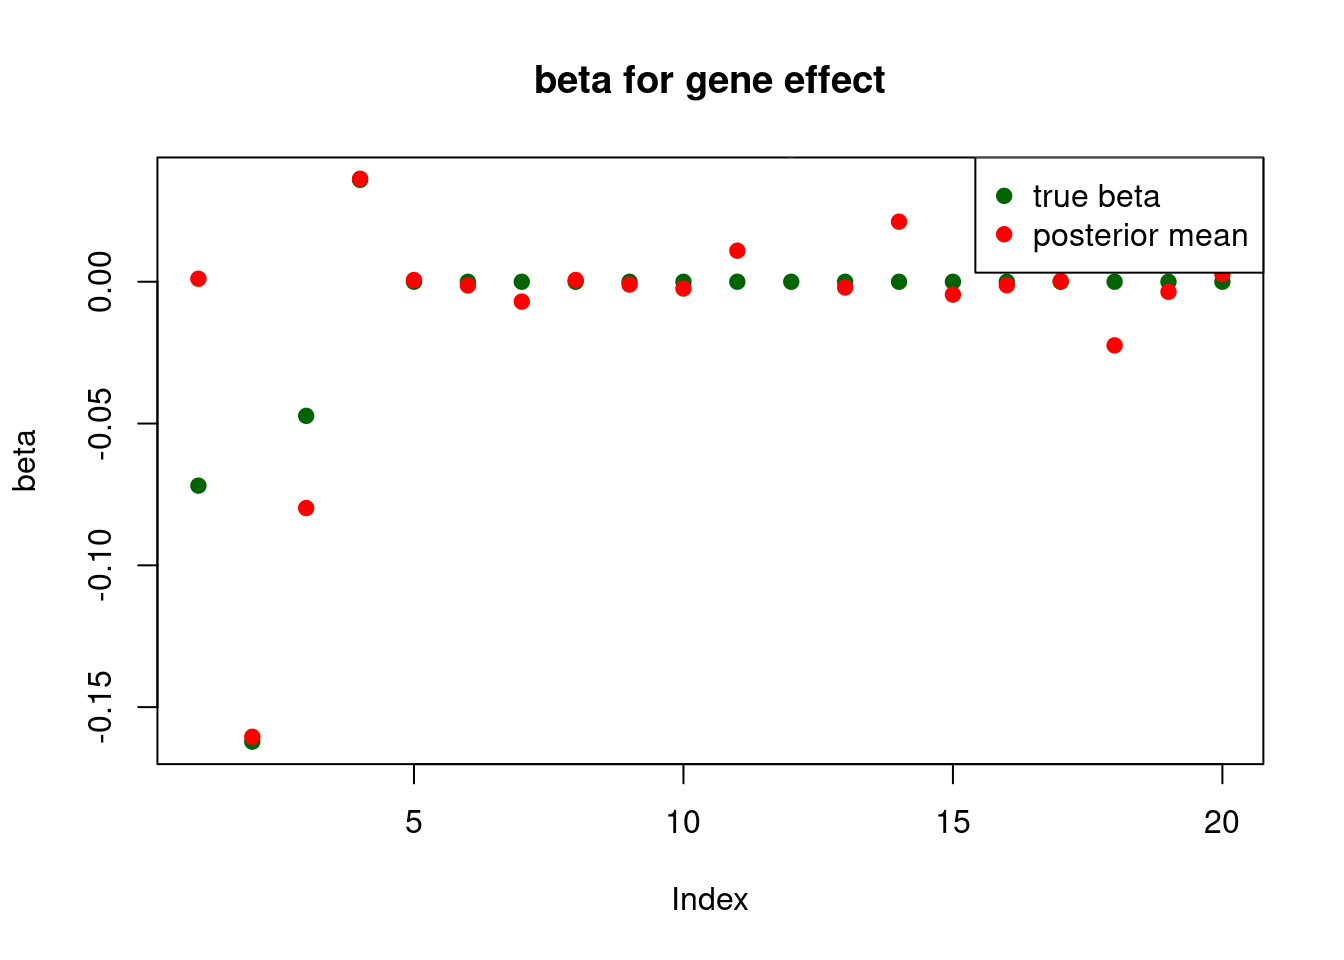 beta for gene effect
true beta
posterior mean
0.00
-0.05
-0.10
-0.15
beta
5
10
15
20
Index